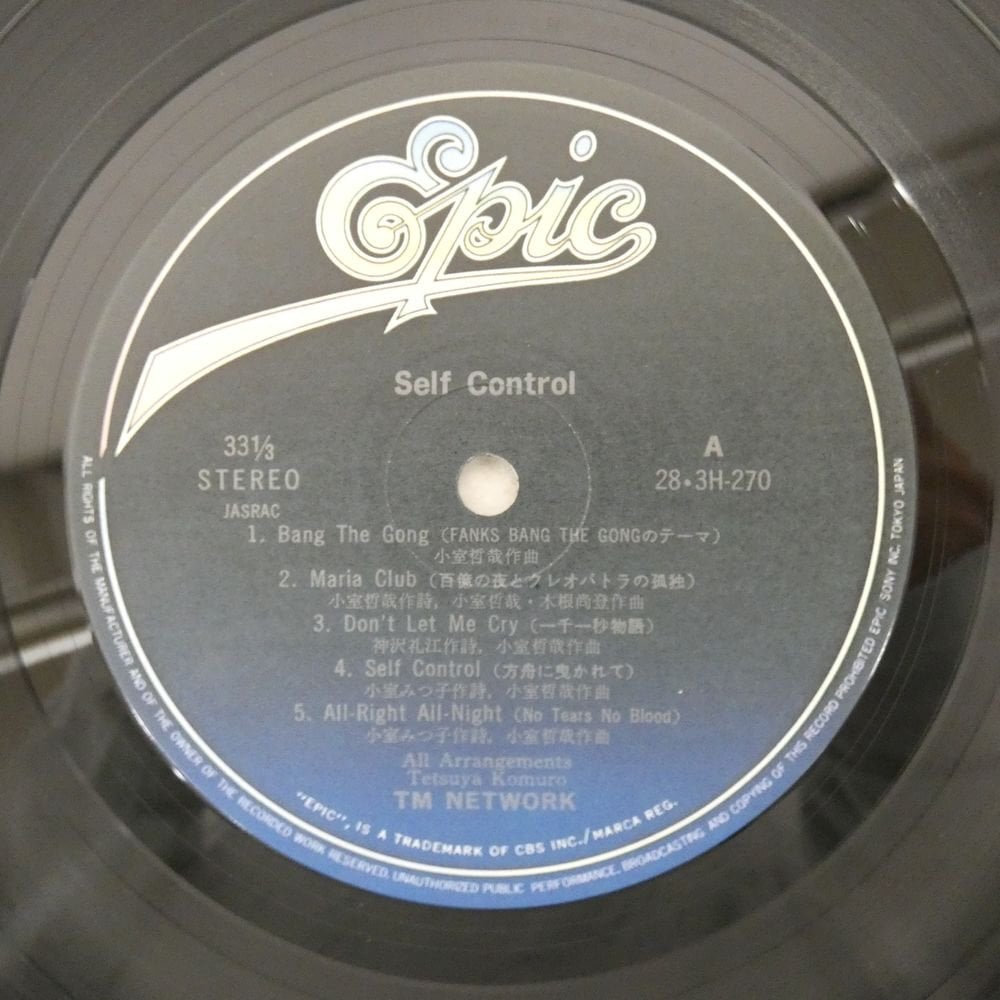 Epic
Self Control
33⅓
STEREO
JASRAC
A
28・3H-270
1. Bang The Gong (FANKS BANG THE GONGのテーマ)
小室哲哉作曲
2. Maria Club (百億の夜とクレオパトラの孤独)
小室哲哉作詩, 小室哲哉・木根尚登作曲
3. Don't Let Me Cry (一千一秒物語)
神沢礼江作詩, 小室哲哉作曲
4. Self Control (方舟に曳かれて)
小室みつ子作詩, 小室哲哉作曲
5. All-Right All-Night (No Tears No Blood)
小室みつ子作詩, 小室哲哉作曲
All Arrangements
Tetsuya Komuro
TM NETWORK
"EPIC", IS A TRADEMARK OF CBS INC./MARCA REG.
ALL RIGHTS OF THE MANUFACTURER AND OF THE OWNER OF THE RECORDED WORK RESERVED. UNAUTHORIZED PUBLIC PERFORMANCE, BROADCASTING AND COPYING OF THIS RECORD PROHIBITED EPIC SONY INC. TOKYO JAPAN